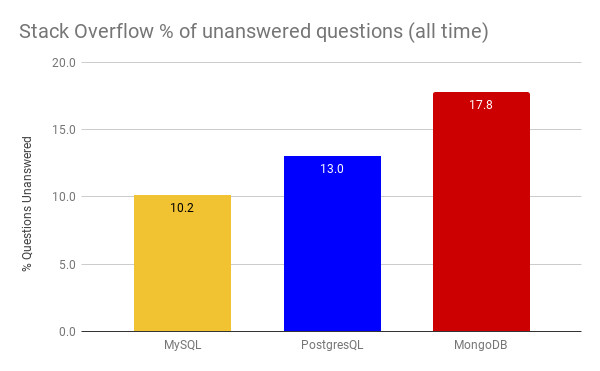 Stack Overflow % of unanswered questions (all time)
% Questions Unanswered
20.0
15.0
10.0
5.0
0.0
10.2
13.0
17.8
MySQL
PostgresQL
MongoDB